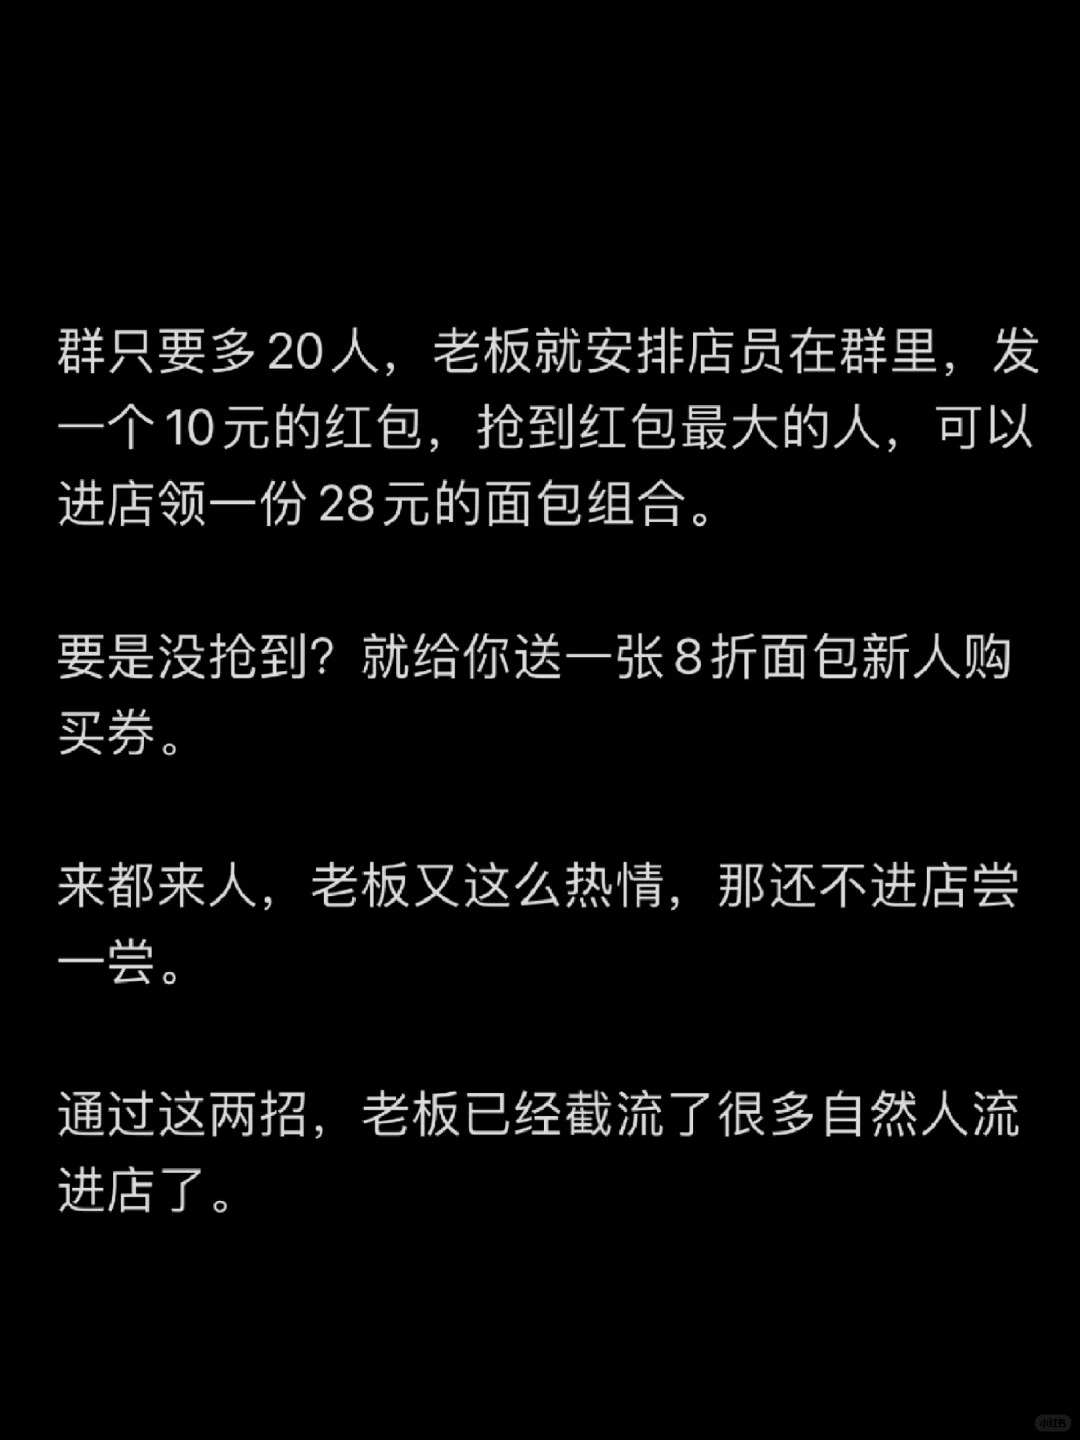 群只要多20人，老板就安排店员在群里，发
一个10元的红包，抢到红包最大的人，可以
进店领一份28元的面包组合。
要是没抢到？就给你送一张8折面包新人购
买券。
来都来人，老板又这么热情，那还不进店尝
一尝。
通过这两招，老板已经截流了很多自然人流
进店了。